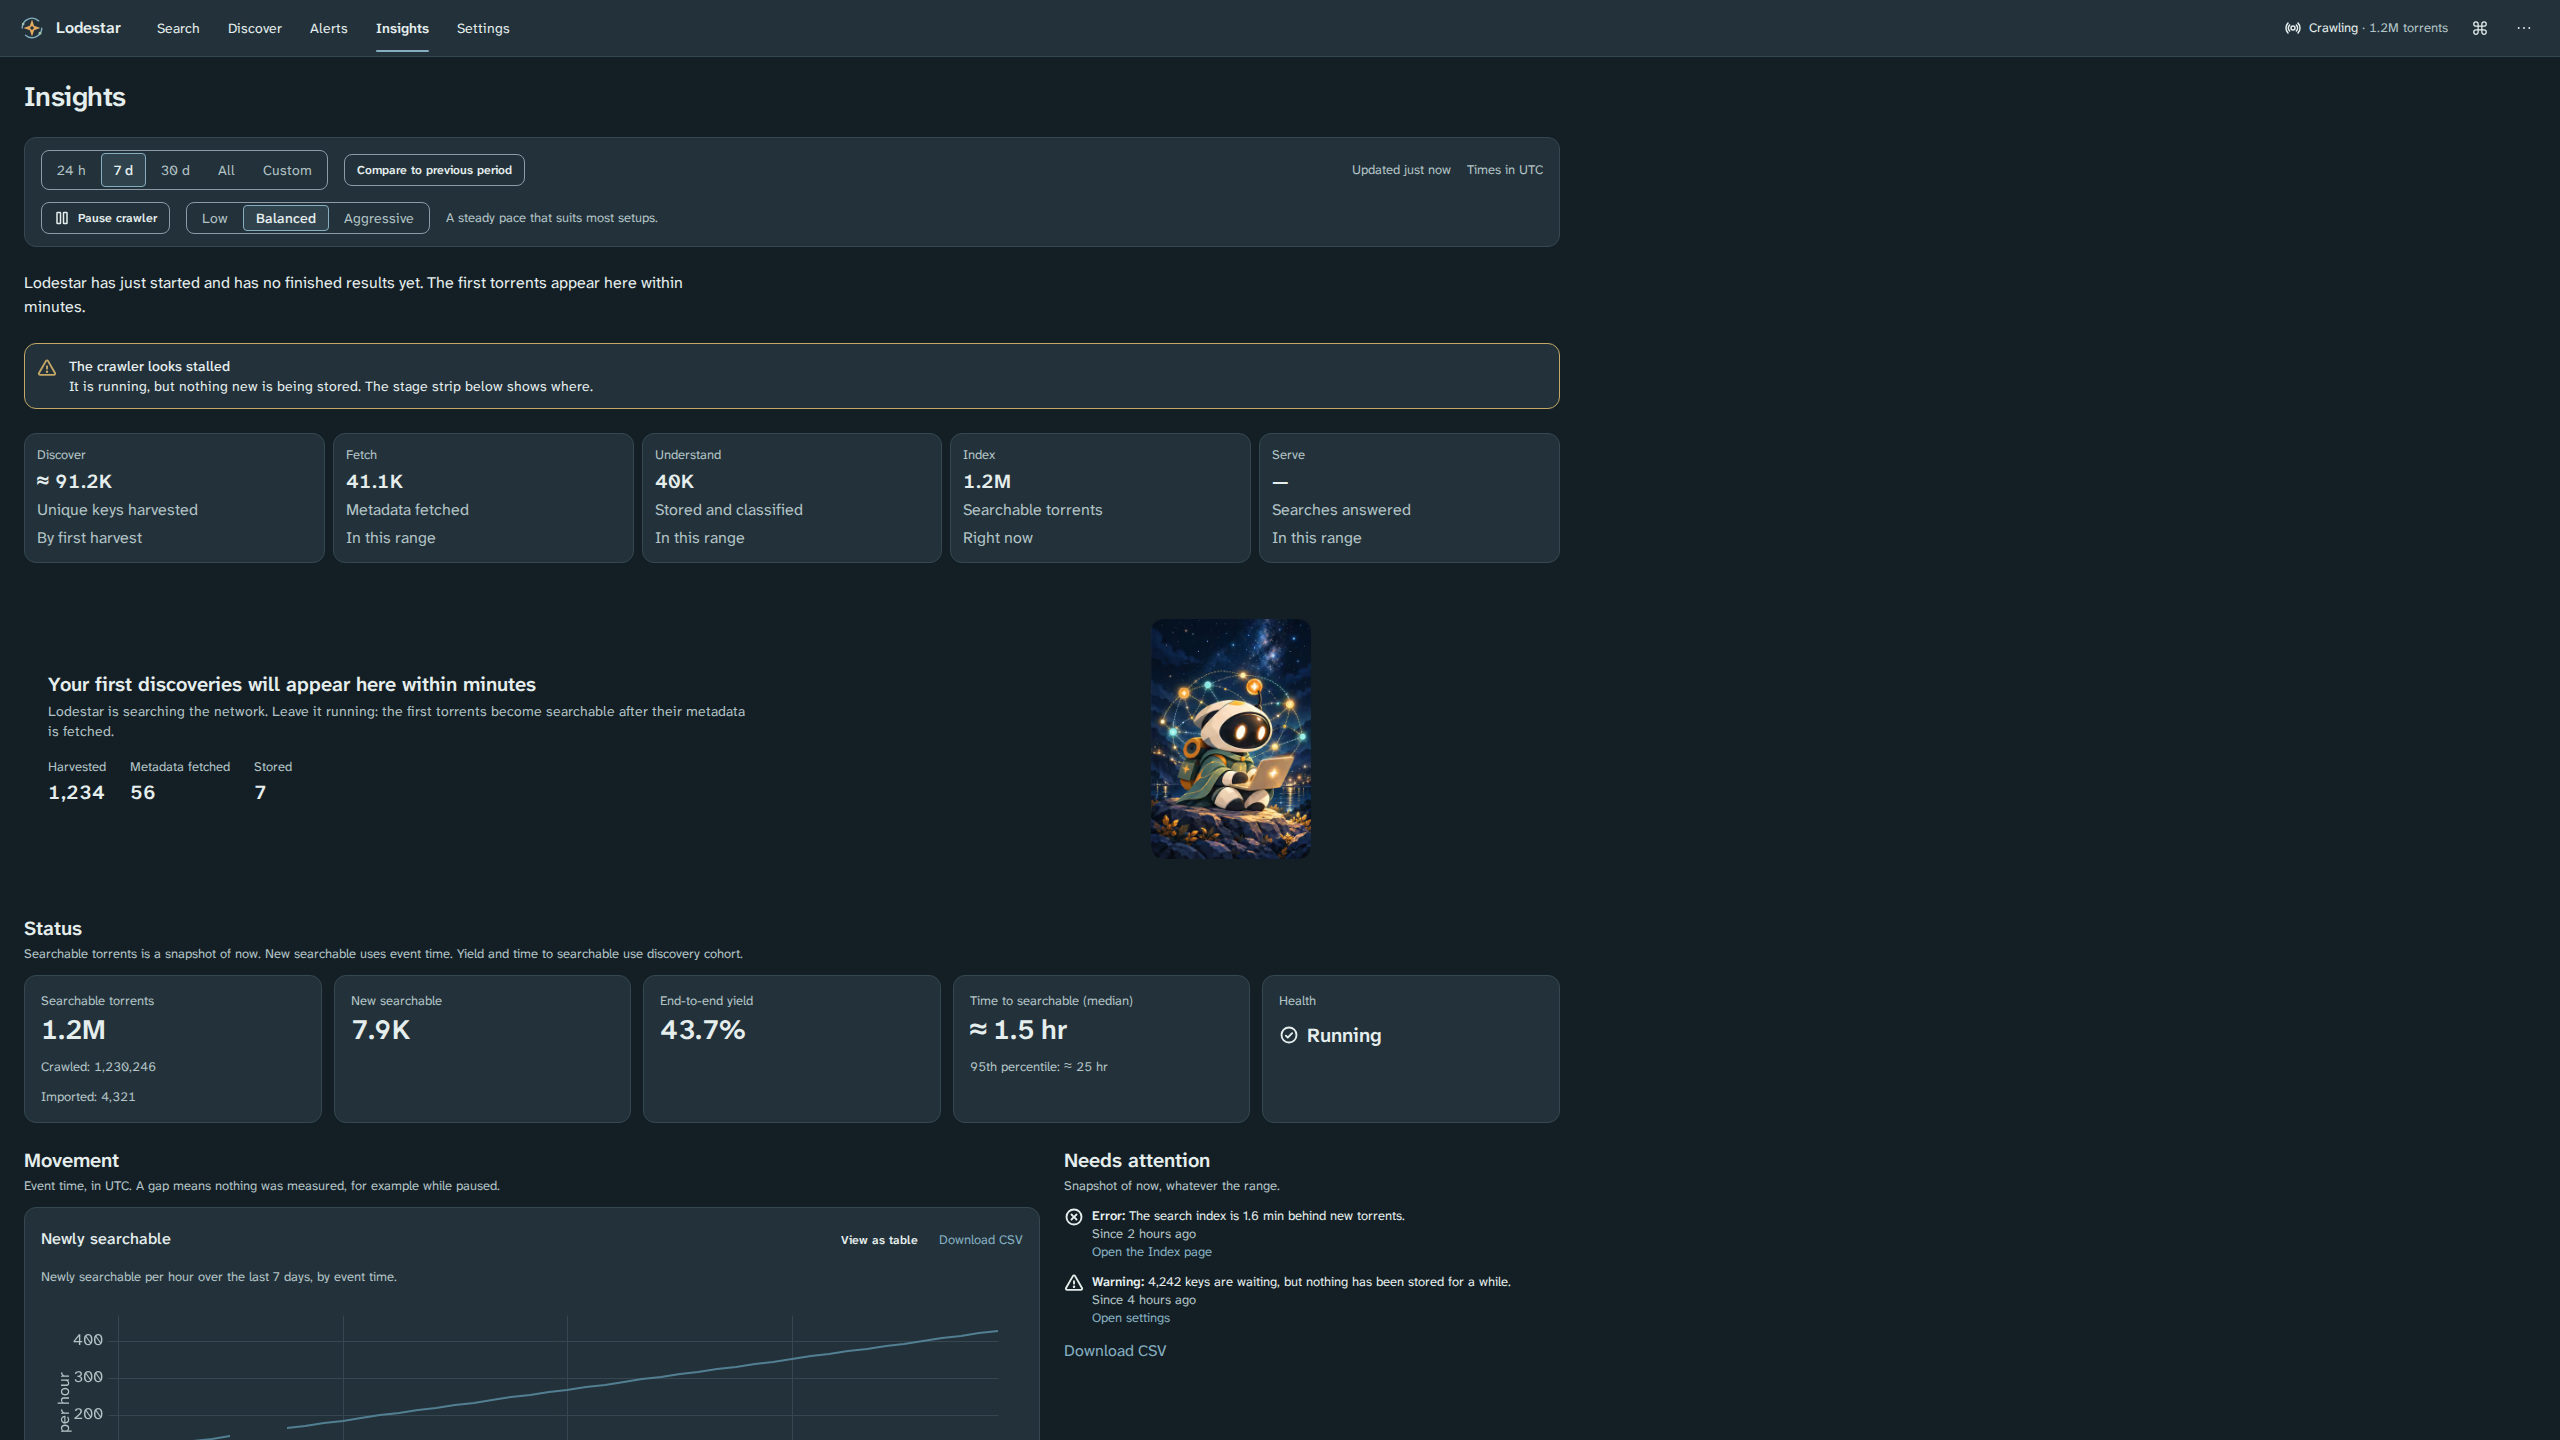 Lodestar
Search
Discover
Alerts
Insights
Settings
Crawling · 1.2M torrents
Insights
24 h
7 d
30 d
All
Custom
Compare to previous period
Updated just now
Times in UTC
Pause crawler
Low
Balanced
Aggressive
A steady pace that suits most setups.
Lodestar has just started and has no finished results yet. The first torrents appear here within
minutes.
The crawler looks stalled
It is running, but nothing new is being stored. The stage strip below shows where.
Discover
≈ 91.2K
Unique keys harvested
By first harvest
Fetch
41.1K
Metadata fetched
In this range
Understand
40K
Stored and classified
In this range
Index
1.2M
Searchable torrents
Right now
Serve
—
Searches answered
In this range
Your first discoveries will appear here within minutes
Lodestar is searching the network. Leave it running: the first torrents become searchable after their metadata
is fetched.
Harvested
1,234
Metadata fetched
56
Stored
7
Status
Searchable torrents is a snapshot of now. New searchable uses event time. Yield and time to searchable use discovery cohort.
Searchable torrents
1.2M
Crawled: 1,230,246
Imported: 4,321
New searchable
7.9K
End-to-end yield
43.7%
Time to searchable (median)
≈ 1.5 hr
95th percentile: ≈ 25 hr
Health
Running
Movement
Event time, in UTC. A gap means nothing was measured, for example while paused.
Newly searchable
View as table
Download CSV
Newly searchable per hour over the last 7 days, by event time.
400
300
200
per hour
Needs attention
Snapshot of now, whatever the range.
Error: The search index is 1.6 min behind new torrents.
Since 2 hours ago
Open the Index page
Warning: 4,242 keys are waiting, but nothing has been stored for a while.
Since 4 hours ago
Open settings
Download CSV